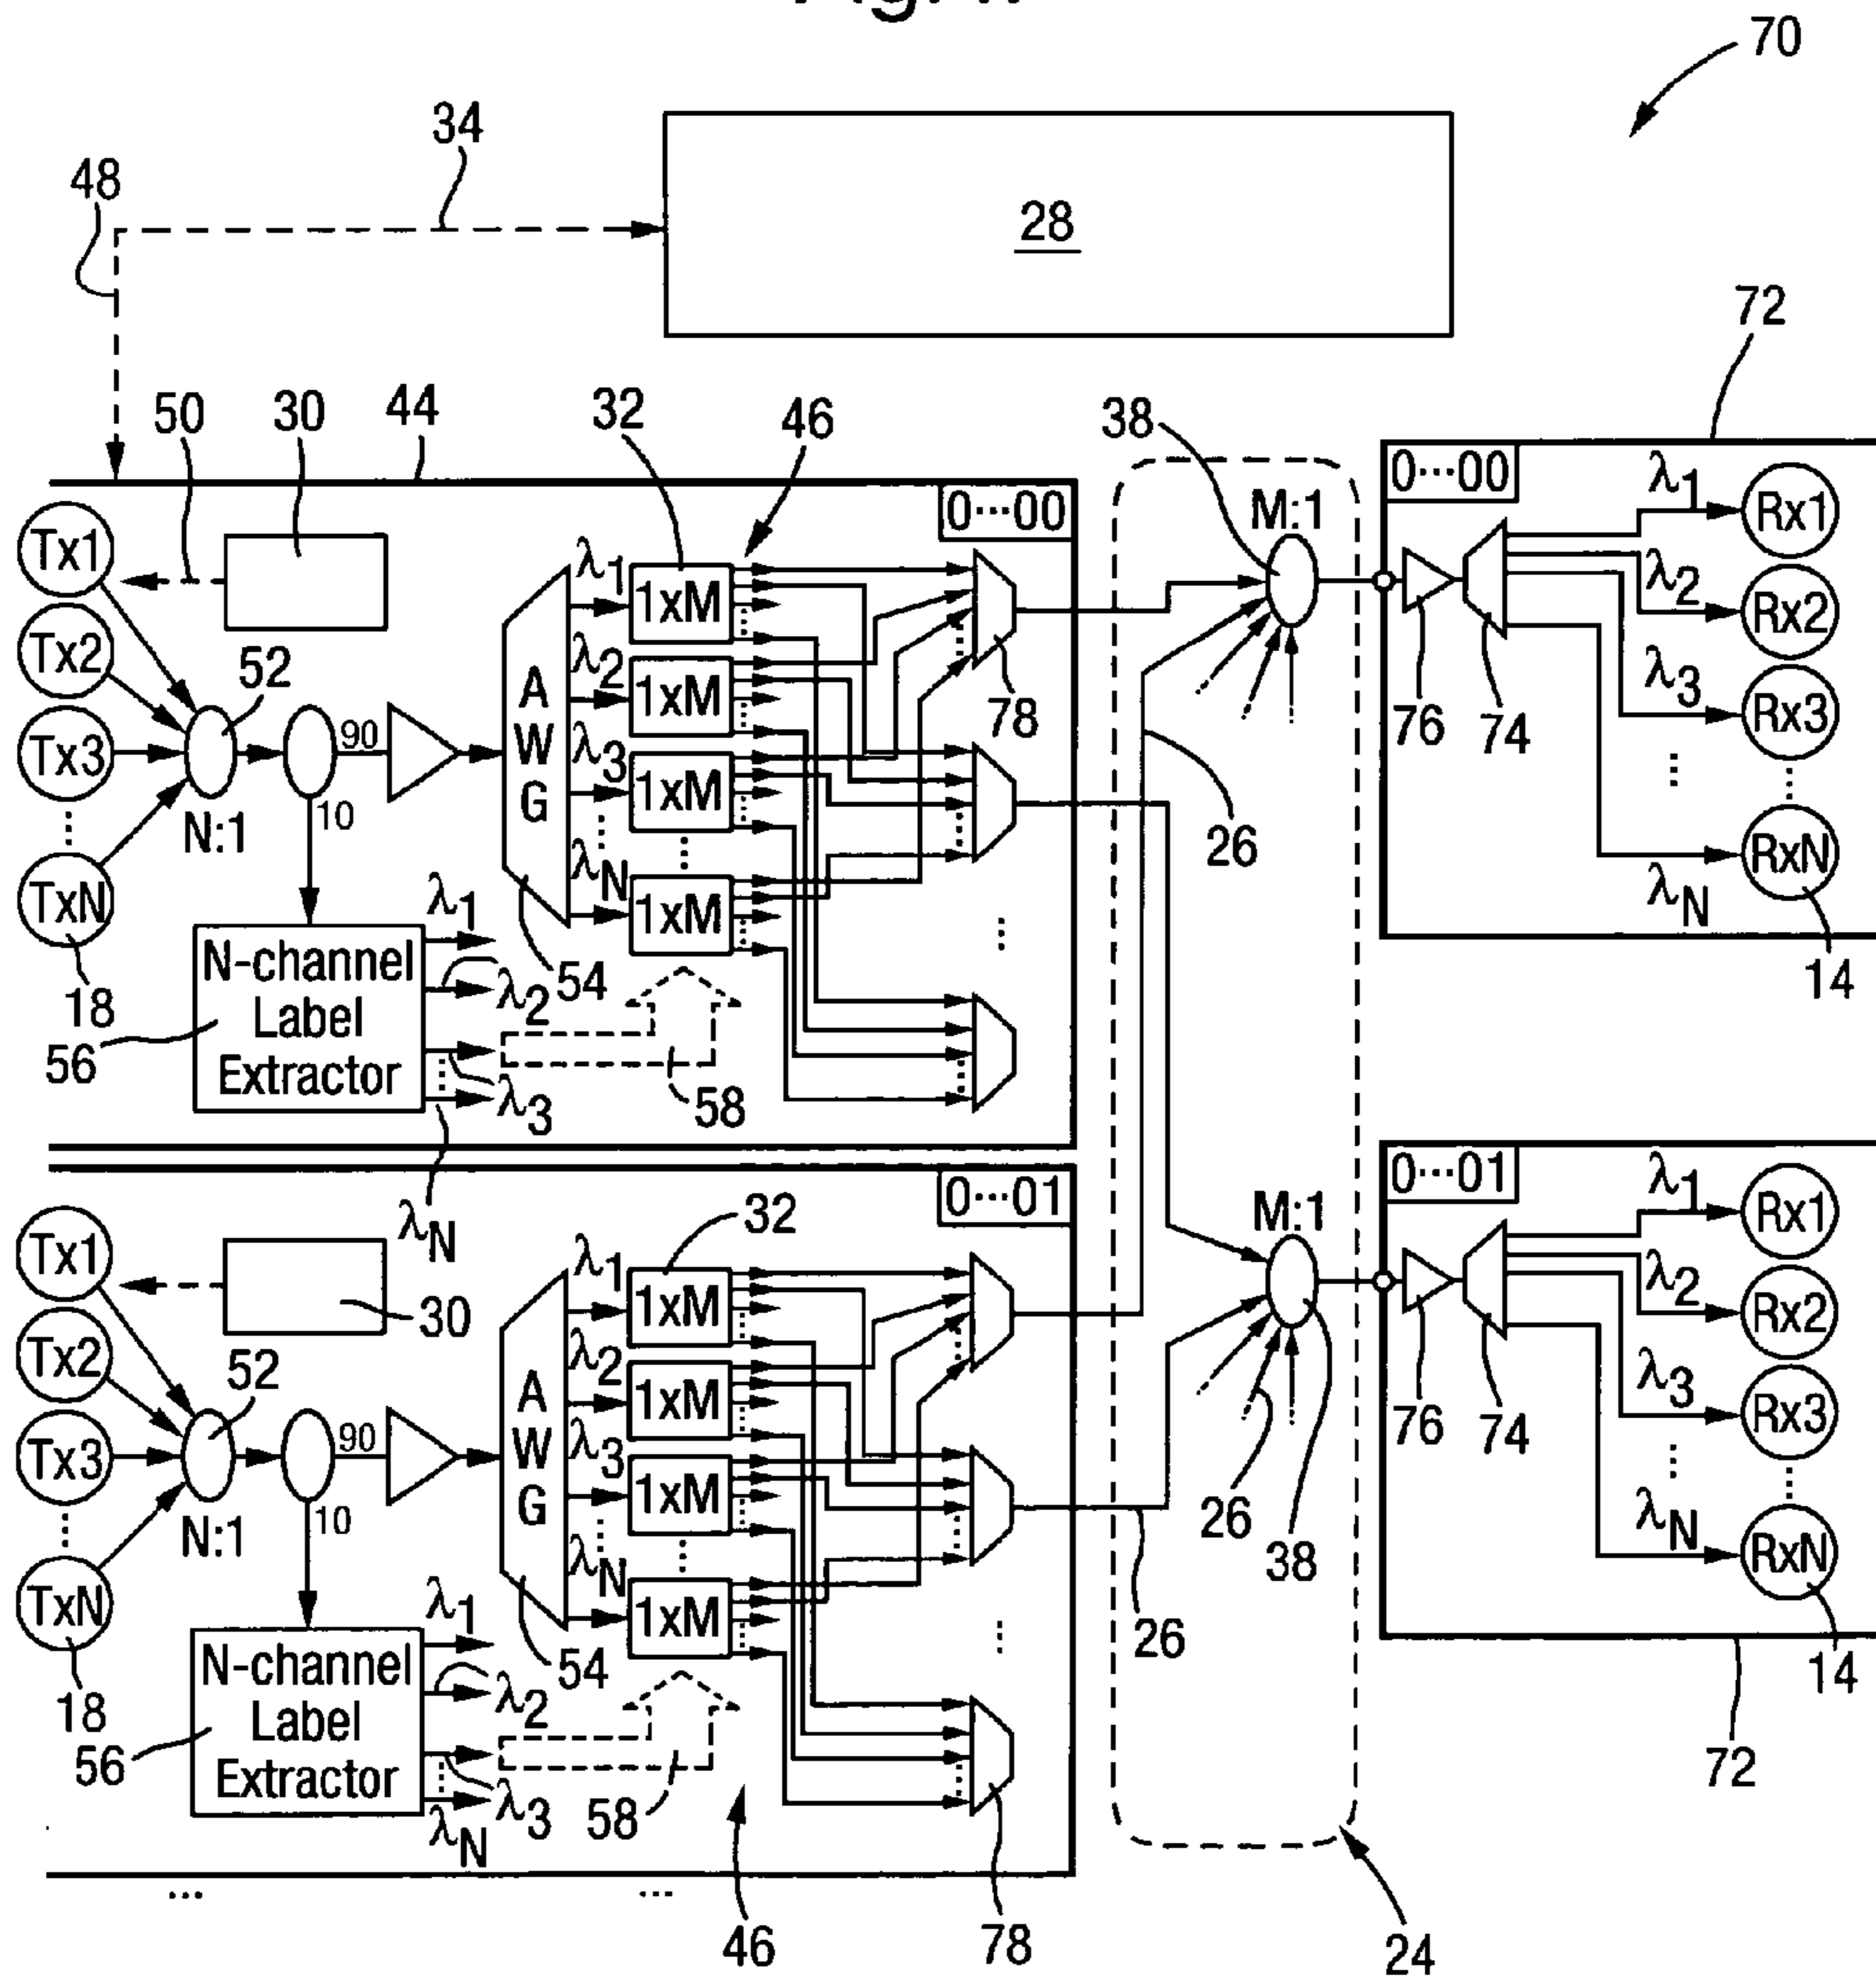 70
34
48
28
72
50
30
44
32
46
38
0···00
M:1
0···00
λ1
Rx1
Tx1
λ1
1xM
λ2
Rx2
Tx2
52
λ2
1xM
78
λ3
Rx3
Tx3
90
A
W
G
λ3
1xM
76
74
26
N:1
10
λN
1xM
λN
RxN
TxN
λ1
N-channel
Label
Extractor
18
λ2
54
14
56
λ3
58
λN
0···01
32
M:1
0···01
λ1
Rx1
Tx1
30
λ1
1xM
λ2
Rx2
Tx2
52
λ2
1xM
λ3
Rx3
Tx3
90
A
W
G
λ3
1xM
76
74
26
N:1
10
λN
1xM
38
λN
RxN
TxN
λ1
26
N-channel
Label
Extractor
18
λ2
54
14
56
λ3
58
72
λN
46
78
24